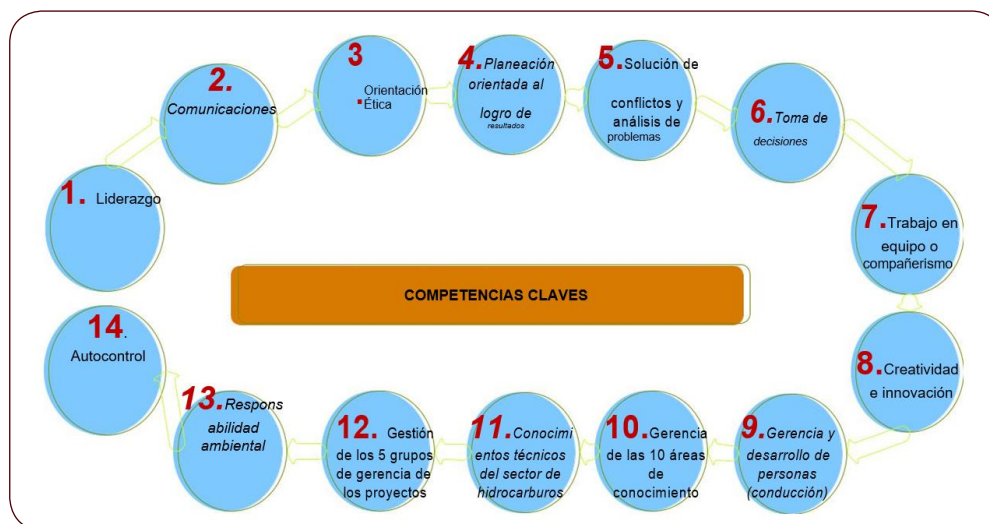 1. Liderazgo
2.
Comunicaciones
3
.Orientación
Ética
4.Planeación
orientada al
logro de
resultados
5.Solución de
conflictos y
análisis de
problemas
6.Toma de
decisiones
7.Trabajo en
equipo o
compañerismo
8.Creatividad
e innovación
9.Gerencia y
desarrollo de
personas
(conducción)
10.Gerencia
de las 10 áreas
de
conocimiento
11.Conocimi
entos técnicos
del sector de
hidrocarburos
12. Gestión
de los 5 grupos
de gerencia de
los proyectos
13.Respons
abilidad
ambiental
14.
Autocontrol
COMPETENCIAS CLAVES